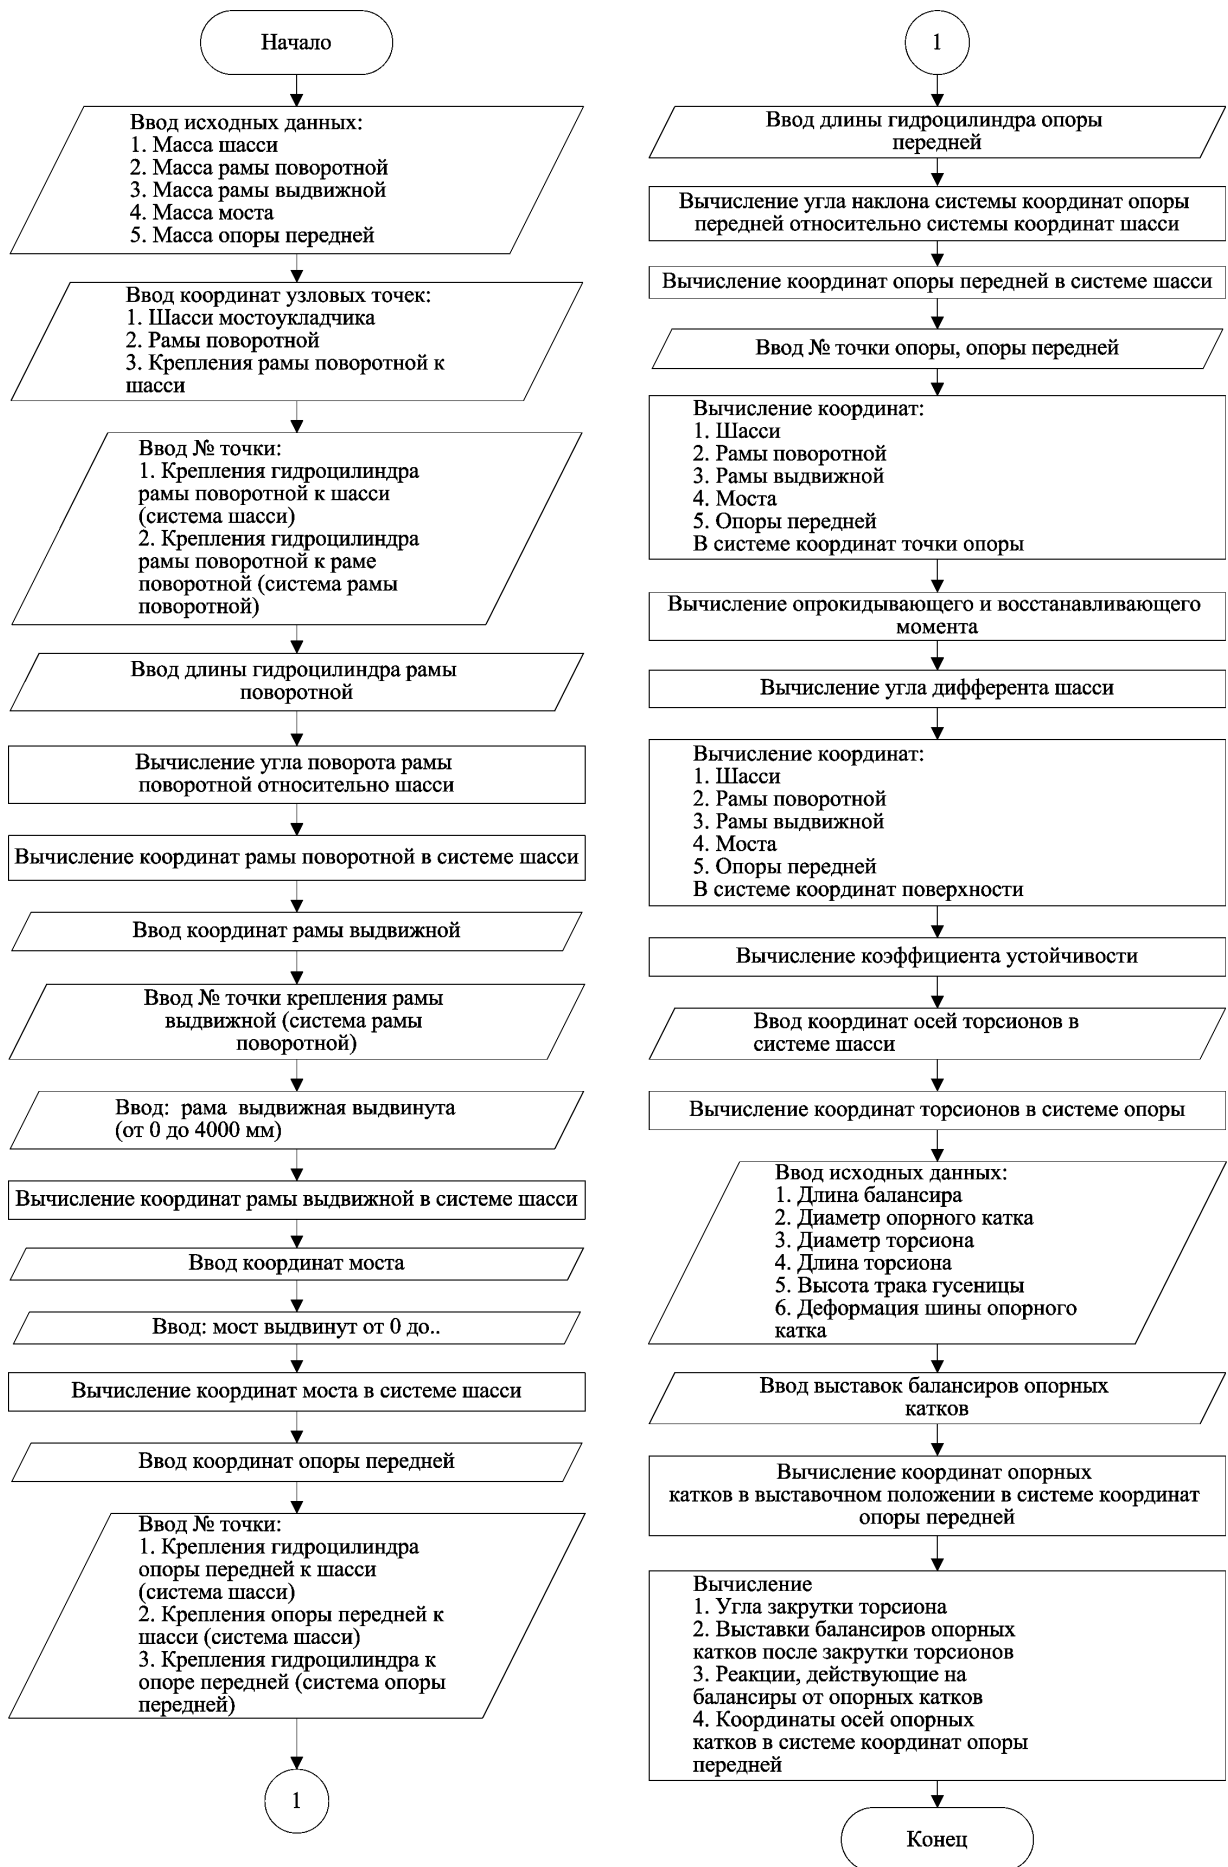 Начало
Ввод исходных данных:
1. Масса шасси
2. Масса рамы поворотной
3. Масса рамы выдвижной
4. Масса моста
5. Масса опоры передней
Ввод координат узловых точек:
1. Шасси мостоукладчика
2. Рамы поворотной
3. Крепления рамы поворотной к
шасси
Ввод № точки:
1. Крепления гидроцилиндра
рамы поворотной к шасси
(система шасси)
2. Крепления гидроцилиндра
рамы поворотной к раме
поворотной (система рамы
поворотной)
Ввод длины гидроцилиндра рамы
поворотной
Вычисление угла поворота рамы
поворотной относительно шасси
Вычисление координат рамы поворотной в системе шасси
Ввод координат рамы выдвижной
Ввод № точки крепления рамы
выдвижной (система рамы
поворотной)
Ввод: рама выдвижная выдвинута
(от 0 до 4000 мм)
Вычисление координат рамы выдвижной в системе шасси
Ввод координат моста
Ввод: мост выдвинут от 0 до..
Вычисление координат моста в системе шасси
Ввод координат опоры передней
Ввод № точки:
1. Крепления гидроцилиндра
опоры передней к шасси
(система шасси)
2. Крепления опоры передней к
шасси (система шасси)
3. Крепления гидроцилиндра к
опоре передней (система опоры
передней)
1
1
Ввод длины гидроцилиндра опоры
передней
Вычисление угла наклона системы координат опоры
передней относительно системы координат шасси
Вычисление координат опоры передней в системе шасси
Ввод № точки опоры, опоры передней
Вычисление координат:
1. Шасси
2. Рамы поворотной
3. Рамы выдвижной
4. Моста
5. Опоры передней
В системе координат точки опоры
Вычисление опрокидывающего и восстанавливающего
момента
Вычисление угла дифферента шасси
Вычисление координат:
1. Шасси
2. Рамы поворотной
3. Рамы выдвижной
4. Моста
5. Опоры передней
В системе координат поверхности
Вычисление коэффициента устойчивости
Ввод координат осей торсионов в
системе шасси
Вычисление координат торсионов в системе опоры
Ввод исходных данных:
1. Длина балансира
2. Диаметр опорного катка
3. Диаметр торсиона
4. Длина торсиона
5. Высота трака гусеницы
6. Деформация шины опорного
катка
Ввод выставок балансиров опорных
катков
Вычисление координат опорных
катков в выставочном положении в системе координат
опоры передней
Вычисление
1. Угла закрутки торсиона
2. Выставки балансиров опорных
катков после закрутки торсионов
3. Реакции, действующие на
балансиры от опорных катков
4. Координаты осей опорных
катков в системе координат опоры
передней
Конец